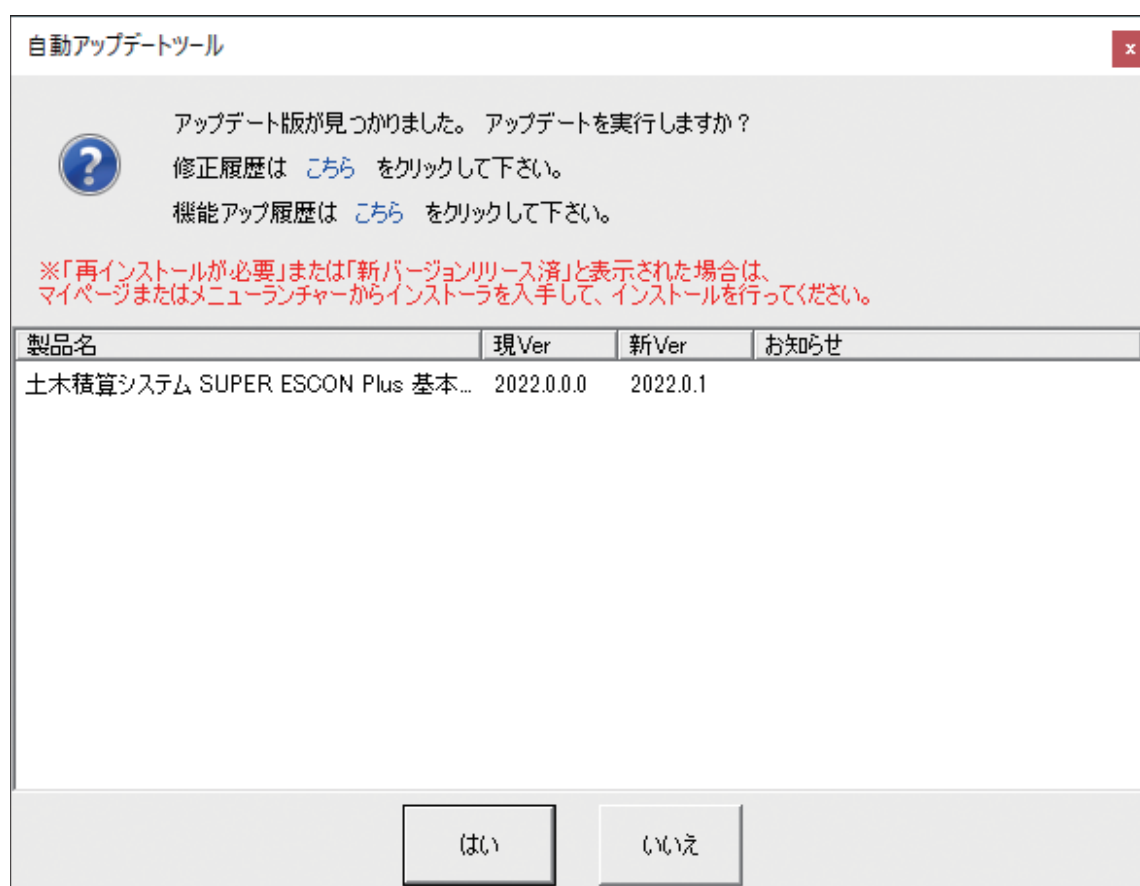 自動アップデートツール
x
アップデート版が見つかりました。 アップデートを実行しますか？
修正履歴は こちら をクリックして下さい。
機能アップ履歴は こちら をクリックして下さい。
※「再インストールが必要」または「新バージョンリリース済」と表示された場合は、
マイページまたはメニューランチャーからインストーラを入手して、インストールを行ってください。
製品名 現Ver 新Ver お知らせ
土木積算システム SUPER ESCON Plus 基本... 2022.0.0.0 2022.0.1
はい いいえ